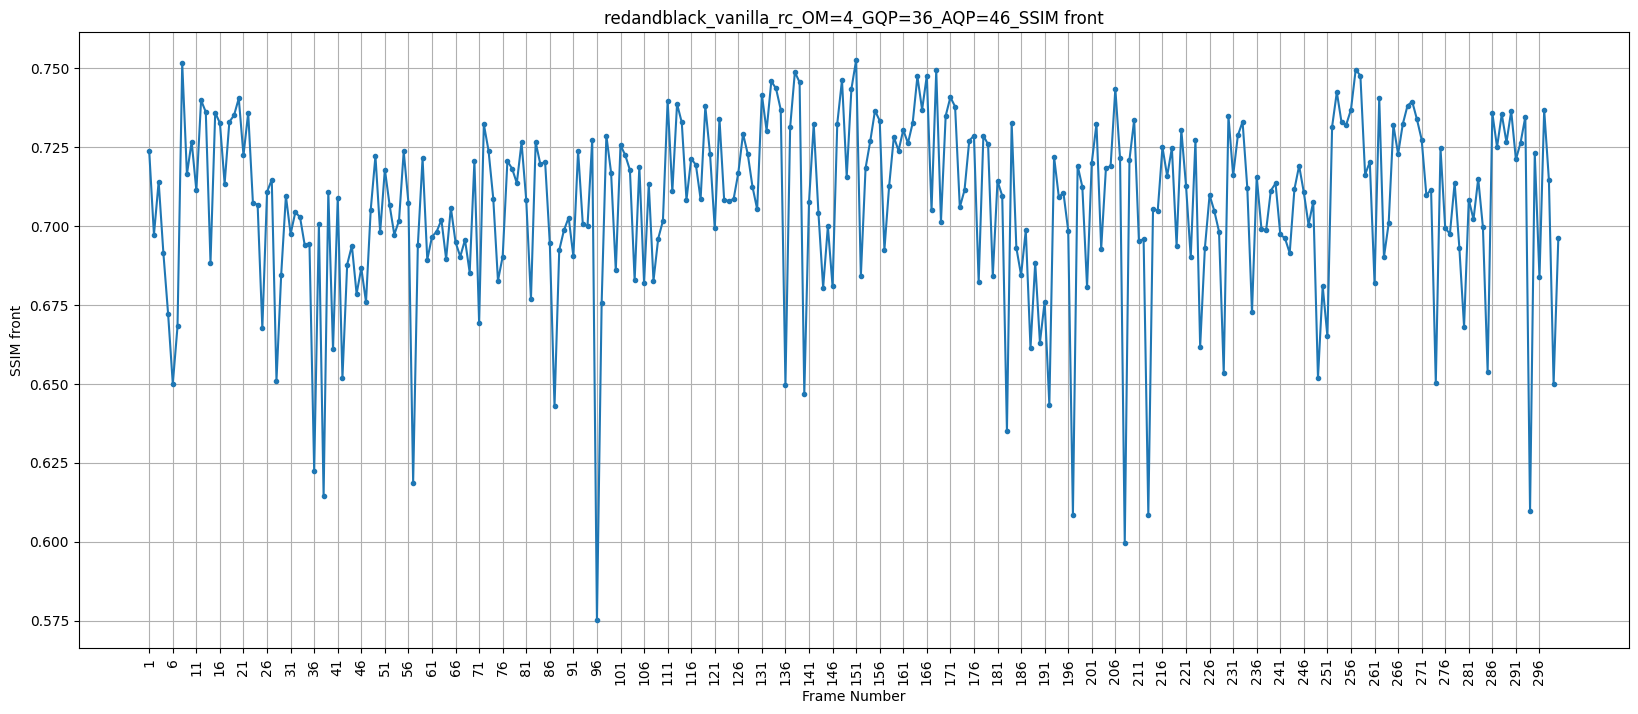 redandblack_vanilla_rc_OM=4_GQP=36_AQP=46_SSIM front
SSIM front
0.750
0.725
0.700
0.675
0.650
0.625
0.600
0.575
1 6 11 16 21 26 31 36 41 46 51 56 61 66 71 76 81 86 91 96 101 106 111 116 121 126 131 136 141 146 151 156 161 166 171 176 181 186 191 196 201 206 211 216 221 226 231 236 241 246 251 256 261 266 271 276 281 286 291 296
Frame Number